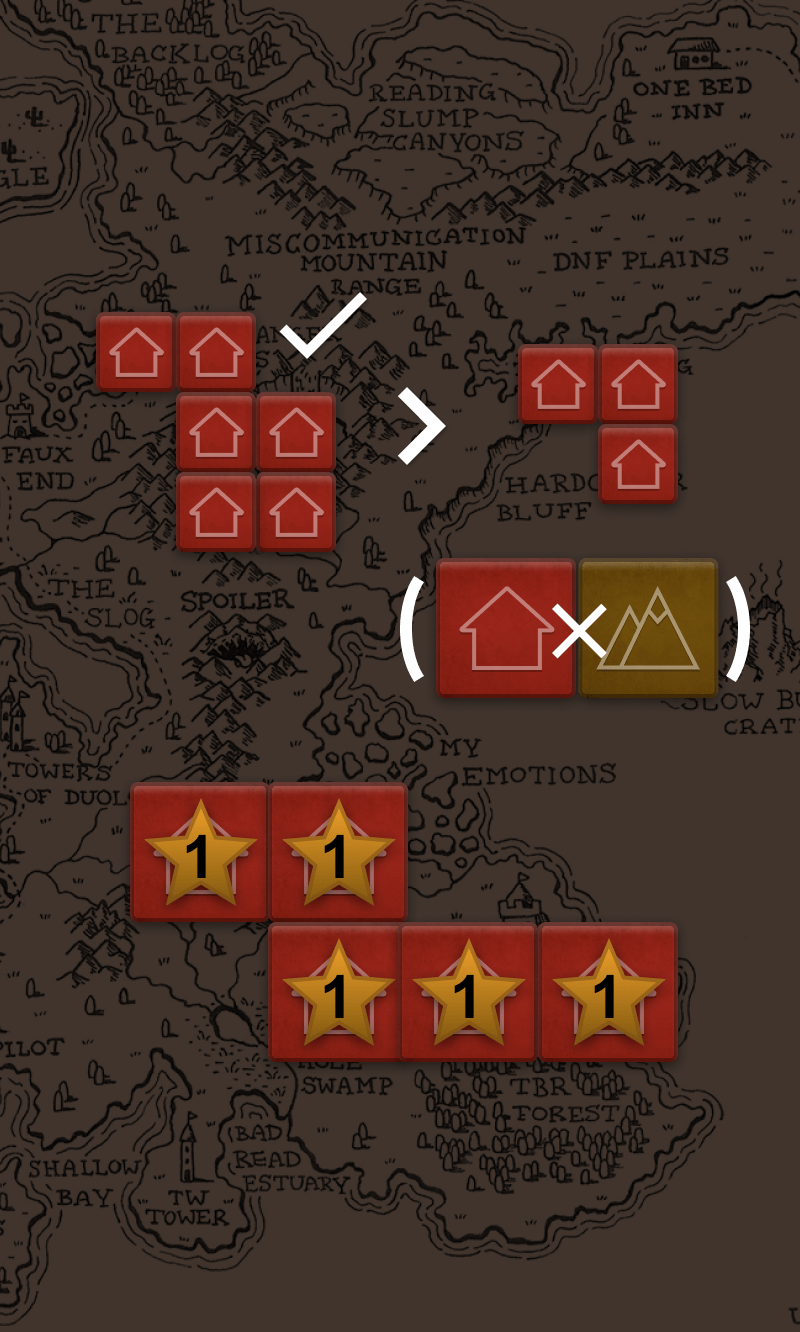 THE
BACKLOG
READING
SLUMP
CANYONS
ONE BED
INN
GLE
MISCOMMUNICATION
MOUNTAIN
RANGE
DNF PLAINS
FAUX
END
BLUFF
THE
SLOG
SPOILER
SLOW BU
CRAT
MY
EMOTIONS
TOWERS
OF DUOL
1 1
1 1 1
PILOT
SWAMP
TBR
FOREST
BAD
READ
ESTUARY
SHALLOW
BAY
TW
TOWER